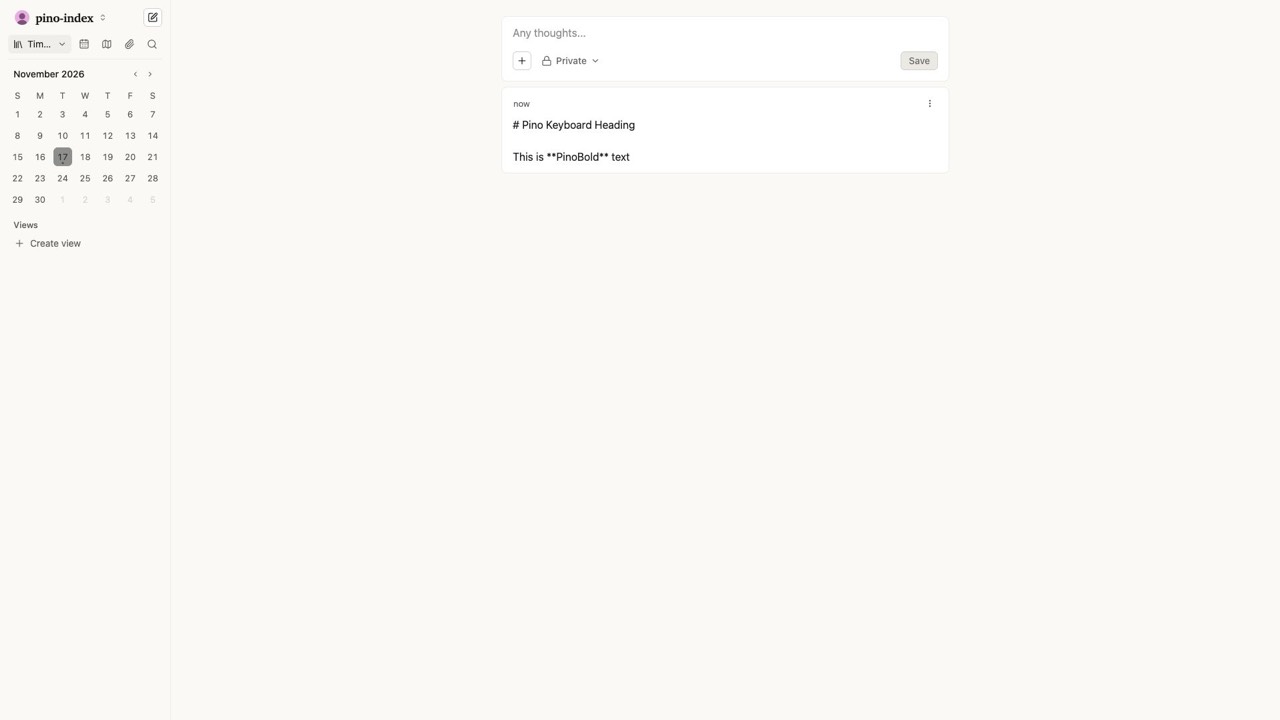 pino-index
Tim...
November 2026
S M T W T F S
1 2 3 4 5 6 7
8 9 10 11 12 13 14
15 16 17 18 19 20 21
22 23 24 25 26 27 28
29 30 1 2 3 4 5
Views
Create view
Any thoughts...
Private
Save
now
# Pino Keyboard Heading
This is **PinoBold** text